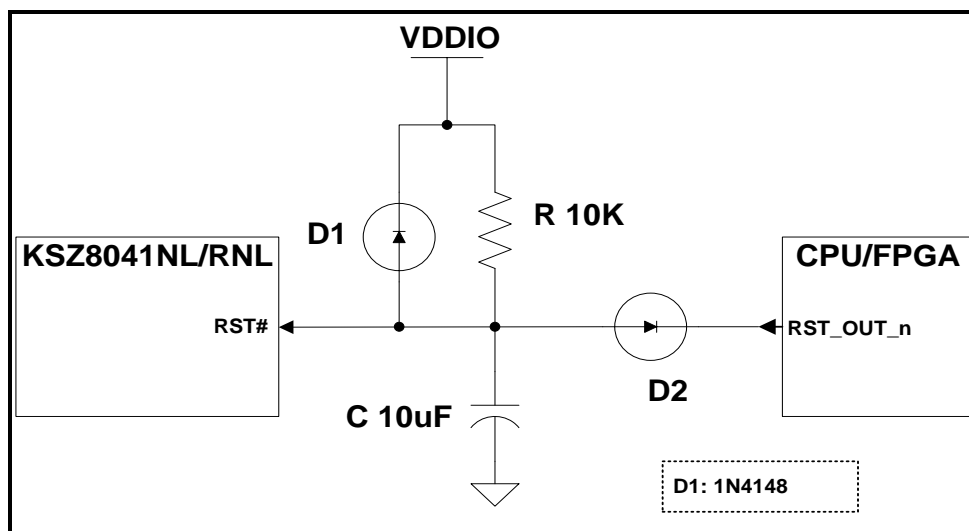 VDDIO
D1
R 10K
KSZ8041NL/RNL
CPU/FPGA
RST#
RST_OUT_n
D2
C 10uF
D1: 1N4148